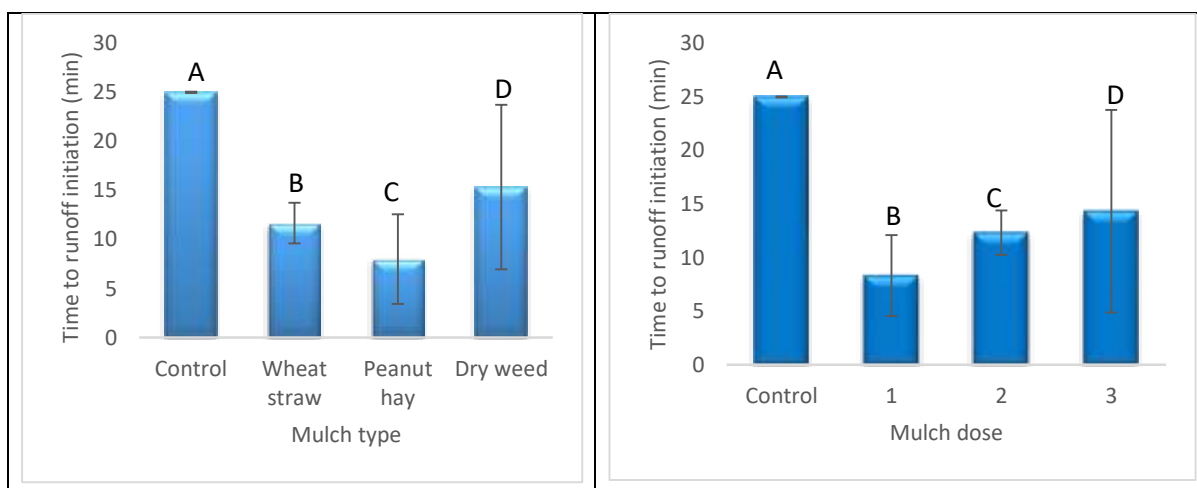 Time to runoff initiation (min)
30
25
20
15
10
5
0
A
B
C
D
Control
Wheat
straw
Peanut
hay
Dry weed
Mulch type
Time to runoff initiation (min)
30
25
20
15
10
5
0
A
B
C
D
Control
1
2
3
Mulch dose